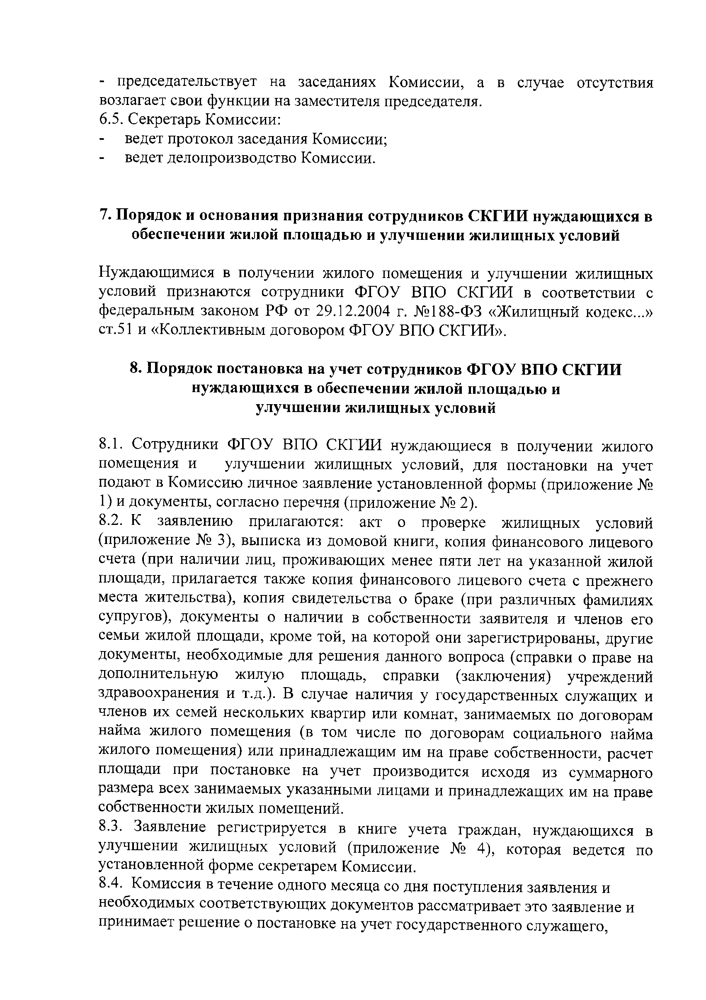 - председательствует на заседаниях Комиссии, а в случае отсутствия
возлагает свои функции на заместителя председателя.
6.5. Секретарь Комиссии:
- ведет протокол заседания Комиссии;
- ведет делопроизводство Комиссии.
7. Порядок и основания признания сотрудников СКГИИ нуждающихся в
обеспечении жилой площадью и улучшении жилищных условий
Нуждающимися в получении жилого помещения и улучшении жилищных
условий признаются сотрудники ФГОУ ВПО СКГИИ в соответствии с
федеральным законом РФ от 29.12.2004 г. №188-ФЗ «Жилищный кодекс...»
ст.51 и «Коллективным договором ФГОУ ВПО СКГИИ».
8. Порядок постановка на учет сотрудников ФГОУ ВПО СКГИИ
нуждающихся в обеспечении жилой площадью и
улучшении жилищных условий
8.1. Сотрудники ФГОУ ВПО СКГИИ нуждающиеся в получении жилого
помещения и улучшении жилищных условий, для постановки на учет
подают в Комиссию личное заявление установленной формы (приложение №
1) и документы, согласно перечня (приложение № 2).
8.2. К заявлению прилагаются: акт о проверке жилищных условий
(приложение № 3), выписка из домовой книги, копия финансового лицевого
счета (при наличии лиц, проживающих менее пяти лет на указанной жилой
площади, прилагается также копия финансового лицевого счета с прежнего
места жительства), копия свидетельства о браке (при различных фамилиях
супругов), документы о наличии в собственности заявителя и членов его
семьи жилой площади, кроме той, на которой они зарегистрированы, другие
документы, необходимые для решения данного вопроса (справки о праве на
дополнительную жилую площадь, справки (заключения) учреждений
здравоохранения и т.д.). В случае наличия у государственных служащих и
членов их семей нескольких квартир или комнат, занимаемых по договорам
найма жилого помещения (в том числе по договорам социального найма
жилого помещения) или принадлежащим им на праве собственности, расчет
площади при постановке на учет производится исходя из суммарного
размера всех занимаемых указанными лицами и принадлежащих им на праве
собственности жилых помещений.
8.3. Заявление регистрируется в книге учета граждан, нуждающихся в
улучшении жилищных условий (приложение № 4), которая ведется по
установленной форме секретарем Комиссии.
8.4. Комиссия в течение одного месяца со дня поступления заявления и
необходимых соответствующих документов рассматривает это заявление и
принимает решение о постановке на учет государственного служащего,